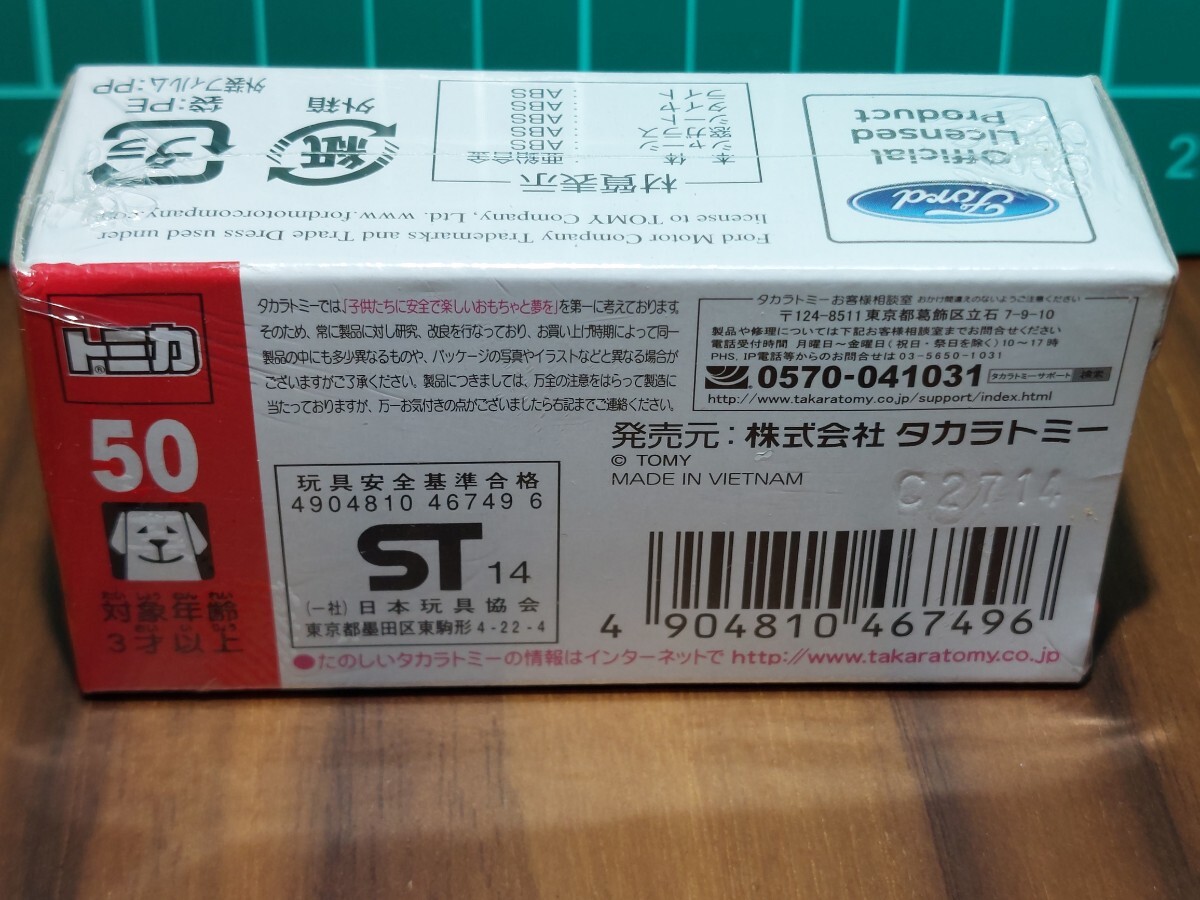 外装フィルム:PP
袋:PE
プラ
外箱
紙
材質表示
本体:亜鉛合金
シャーシ:ABS
窓ガラス:ABS
シート:ABS
タイヤ:ABS
ライト:ABS
Ford
Official
Licensed
Product
Ford Motor Company Trademarks and Trade Dress used under
license to TOMY Company, Ltd. www.fordmotorcompany.com
トミカ®
50
対象年齢
3才以上
タカラトミーでは、「子供たちに安全で楽しいおもちゃと夢を」を第一に考えております。
そのため、常に製品に対し研究、改良を行なっており、お買い上げ時期によって同一
製品の中にも多少異なるものや、パッケージの写真やイラストなどと異なる場合が
ございますがご了承ください。製品につきましては、万全の注意をはらって製造に
当たっておりますが、万一お気付きの点がございましたら右記までご連絡ください。
タカラトミーお客様相談室 おかけ間違えのないようご注意ください
〒124-8511 東京都葛飾区立石 7-9-10
製品や修理については下記お客様相談室までお問合せください
電話受付時間 月曜日〜金曜日(祝日・祭日を除く)10〜17時
PHS、IP電話等からのお問合せは 03-5650-1031
0570-041031 タカラトミーサポート 検索
http://www.takaratomy.co.jp/support/index.html
発売元:株式会社 タカラトミー
© TOMY
MADE IN VIETNAM
C2714
玩具安全基準合格
4904810 46749 6
ST 14
(一社)日本玩具協会
東京都墨田区東駒形 4-22-4
4 904810 467496
●たのしいタカラトミーの情報はインターネットで http://www.takaratomy.co.jp
2